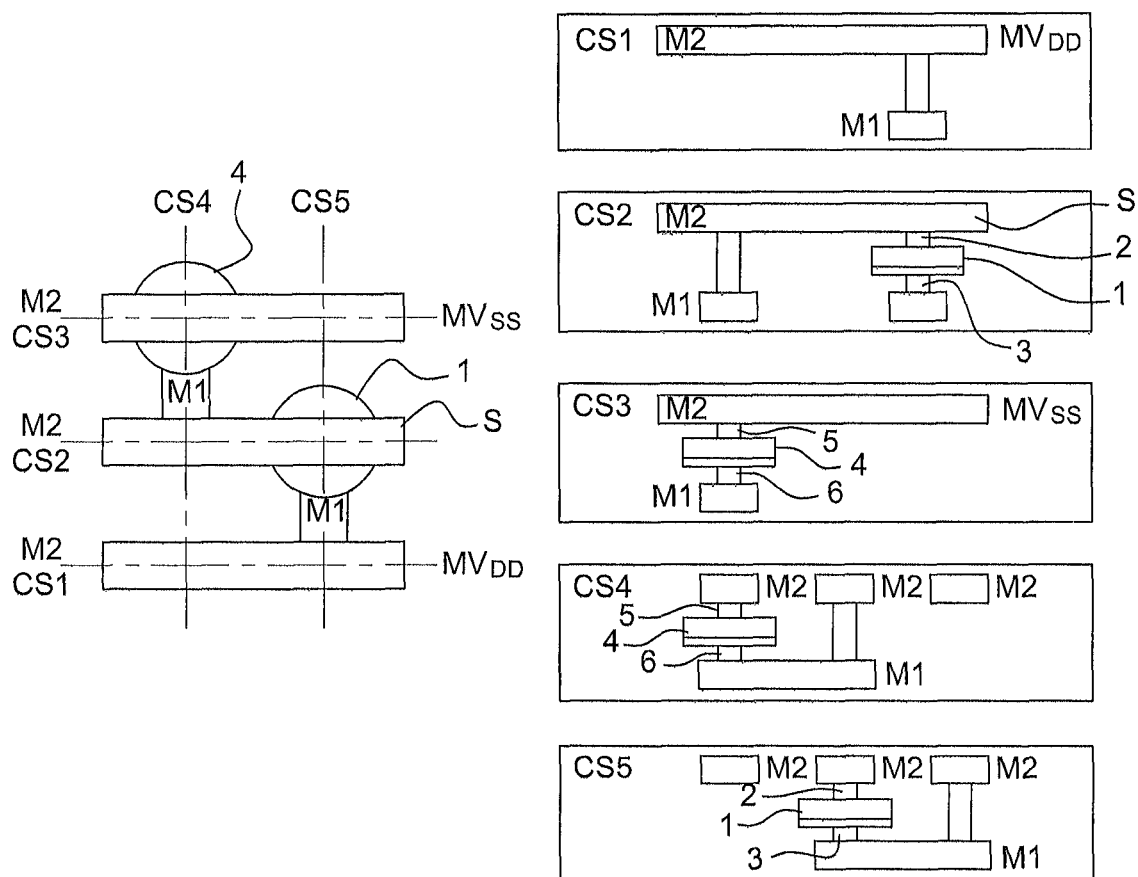 4
CS4 CS5
M2
CS3
MVSS
M1
1
M2
CS2
S
M1
M2
CS1
MVDD
CS1 M2 MVDD
M1
CS2 M2
S
2
1
M1
3
CS3 M2 MVSS
5
4
M1
6
CS4 M2 M2 M2
5
4
6
M1
CS5 M2 M2 M2
2
1
3
M1